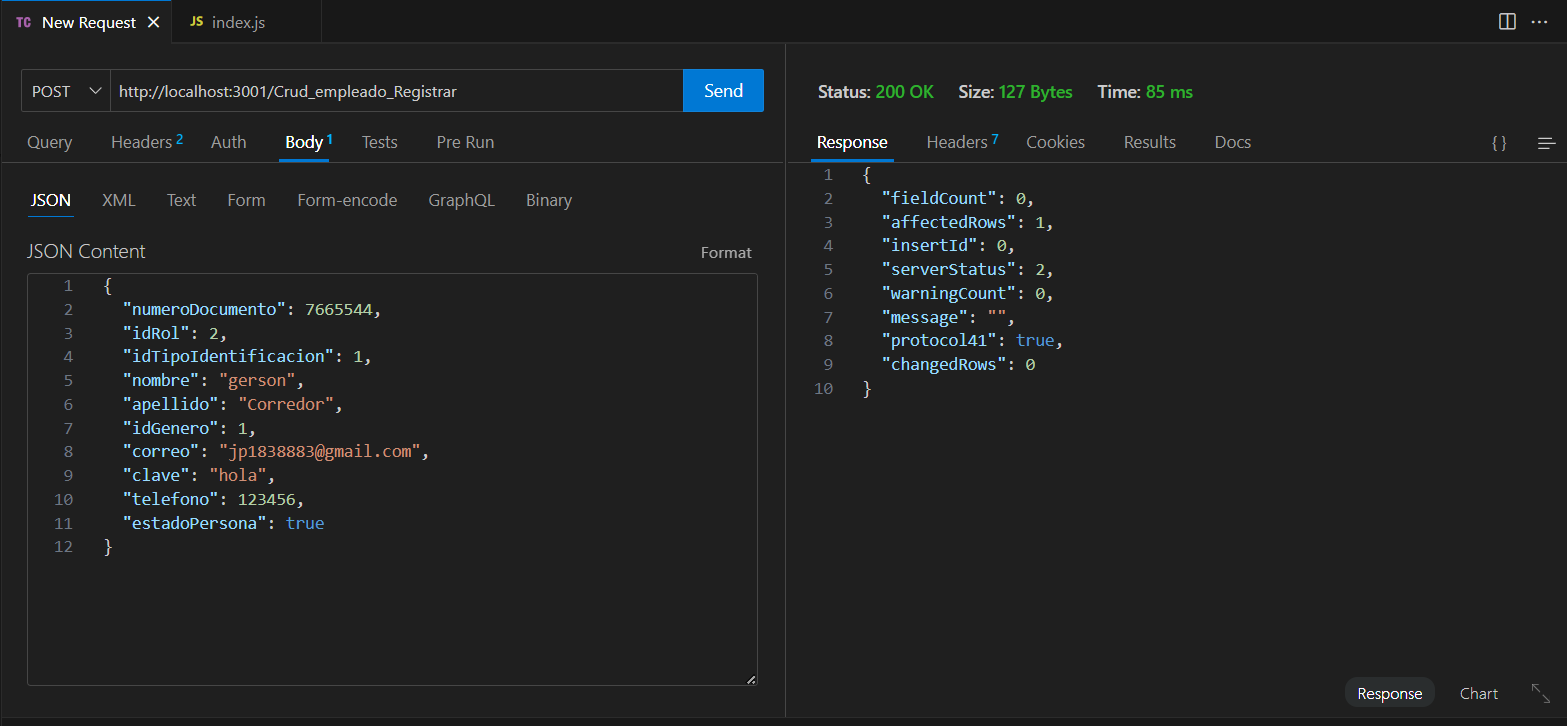 TC New Request × JS index.js ···
POST http://localhost:3001/Crud_empleado_Registrar Send
Query Headers 2 Auth Body 1 Tests Pre Run
JSON XML Text Form Form-encode GraphQL Binary
JSON Content Format
1 {
2 "numeroDocumento": 7665544,
3 "idRol": 2,
4 "idTipoIdentificacion": 1,
5 "nombre": "gerson",
6 "apellido": "Corredor",
7 "idGenero": 1,
8 "correo": "jp1838883@gmail.com",
9 "clave": "hola",
10 "telefono": 123456,
11 "estadoPersona": true
12 }
Status: 200 OK Size: 127 Bytes Time: 85 ms
Response Headers 7 Cookies Results Docs { }
1 {
2 "fieldCount": 0,
3 "affectedRows": 1,
4 "insertId": 0,
5 "serverStatus": 2,
6 "warningCount": 0,
7 "message": "",
8 "protocol41": true,
9 "changedRows": 0
10 }
Response Chart